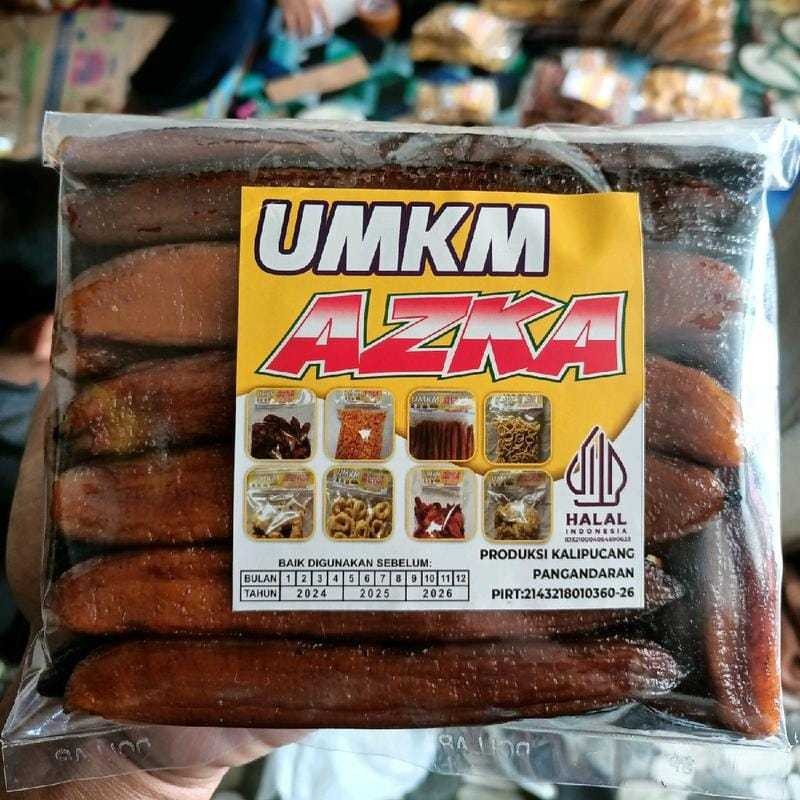 UMKM
AZKA
HALAL
INDONESIA
BAIK DIGUNAKAN SEBELUM:
BULAN 1 2 3 4 5 6 7 8 9 10 11 12
TAHUN 2024 2025 2026
PRODUKSI KALIPUCANG
PANGANDARAN
PIRT:2143218010360-26